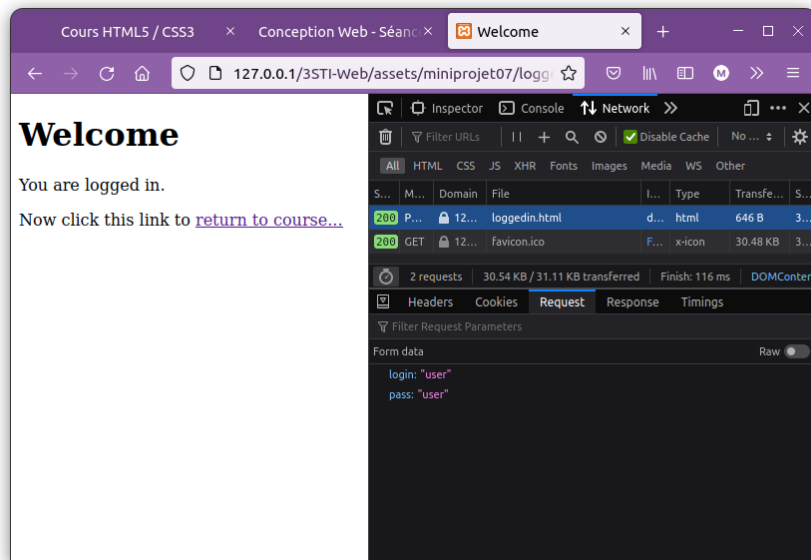 Cours HTML5 / CSS3 × Conception Web - Séanc × Welcome × +
127.0.0.1/3STI-Web/assets/miniprojet07/logge
M
Welcome
You are logged in.
Now click this link to return to course...
Inspector Console Network
Filter URLs Disable Cache No ...
All HTML CSS JS XHR Fonts Images Media WS Other
S... M... Domain File I... Type Transfe... S...
200 P... 12... loggedin.html d... html 646 B 3...
200 GET 12... favicon.ico F... x-icon 30.48 KB 3...
2 requests 30.54 KB / 31.11 KB transferred Finish: 116 ms DOMConten
Headers Cookies Request Response Timings
Filter Request Parameters
Form data Raw
login: "user"
pass: "user"